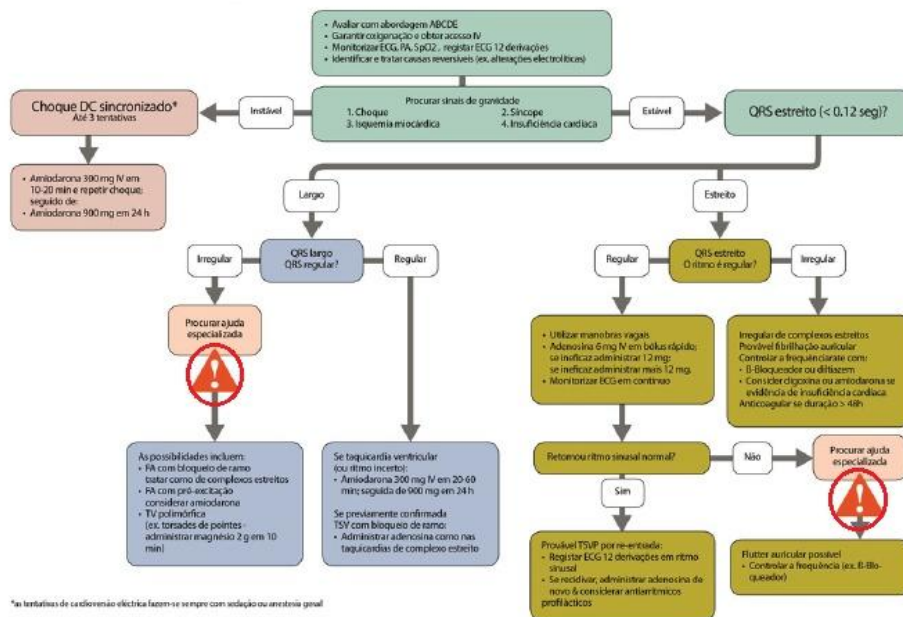 • Avaliar com abordagem ABCDE
• Garantir oxigenação e obter acesso IV
• Monitorizar ECG, PA, SpO2 , registar ECG 12 derivações
• Identificar e tratar causas reversíveis (ex. alterações electrolíticas)
Choque DC sincronizado*
Até 3 tentativas
Instável
Procurar sinais de gravidade
1. Choque 2. Síncope
3. Isquemia miocárdica 4. Insuficiência cardíaca
Estável
QRS estreito (< 0.12 seg)?
• Amiodarona 300 mg IV em
10-20 min e repetir choque;
seguido de:
• Amiodarona 900 mg em 24 h
Largo
Estreito
Irregular
QRS largo
QRS regular?
Regular
Regular
QRS estreito
O ritmo é regular?
Irregular
Procurar ajuda
especializada
• Utilizar manobras vagais
• Adenosina 6 mg IV em bólus rápido;
se ineficaz administrar 12 mg;
se ineficaz administrar mais 12 mg.
• Monitorizar ECG em contínuo
Irregular de complexos estreitos
Provável fibrilhação auricular
Controlar a frequênciarate com:
• ß-Bloqueador ou diltiazem
• Consider digoxina ou amiodarona se
evidência de insuficiência cardíaca
Anticoagular se duração > 48h
As possibilidades incluem:
• FA com bloqueio de ramo
tratar como de complexos estreitos
• FA com pré-excitação
considerar amiodarona
• TV polimórfica
(ex. torsades de pointes -
administrar magnésio 2 g em 10
min)
Se taquicardia ventricular
(ou ritmo incerto):
• Amiodarona 300 mg IV em 20-60
min; seguida de 900 mg em 24 h
Se previamente confirmada
TSV com bloqueio de ramo:
• Administrar adenosina como nas
taquicardias de complexo estreito
Retomou ritmo sinusal normal?
Não
Procurar ajuda
especializada
Sim
Provável TSVP por re-entrada:
• Registar ECG 12 derivações em ritmo
sinusal
• Se recidivar, administrar adenosina de
novo & considerar antiarrítmicos
profilácticos
Flutter auricular possível
• Controlar a frequência (ex. ß-Blo-
queador)
*as tentativas de cardioversão eléctrica fazem-se sempre com sedação ou anestesia geral